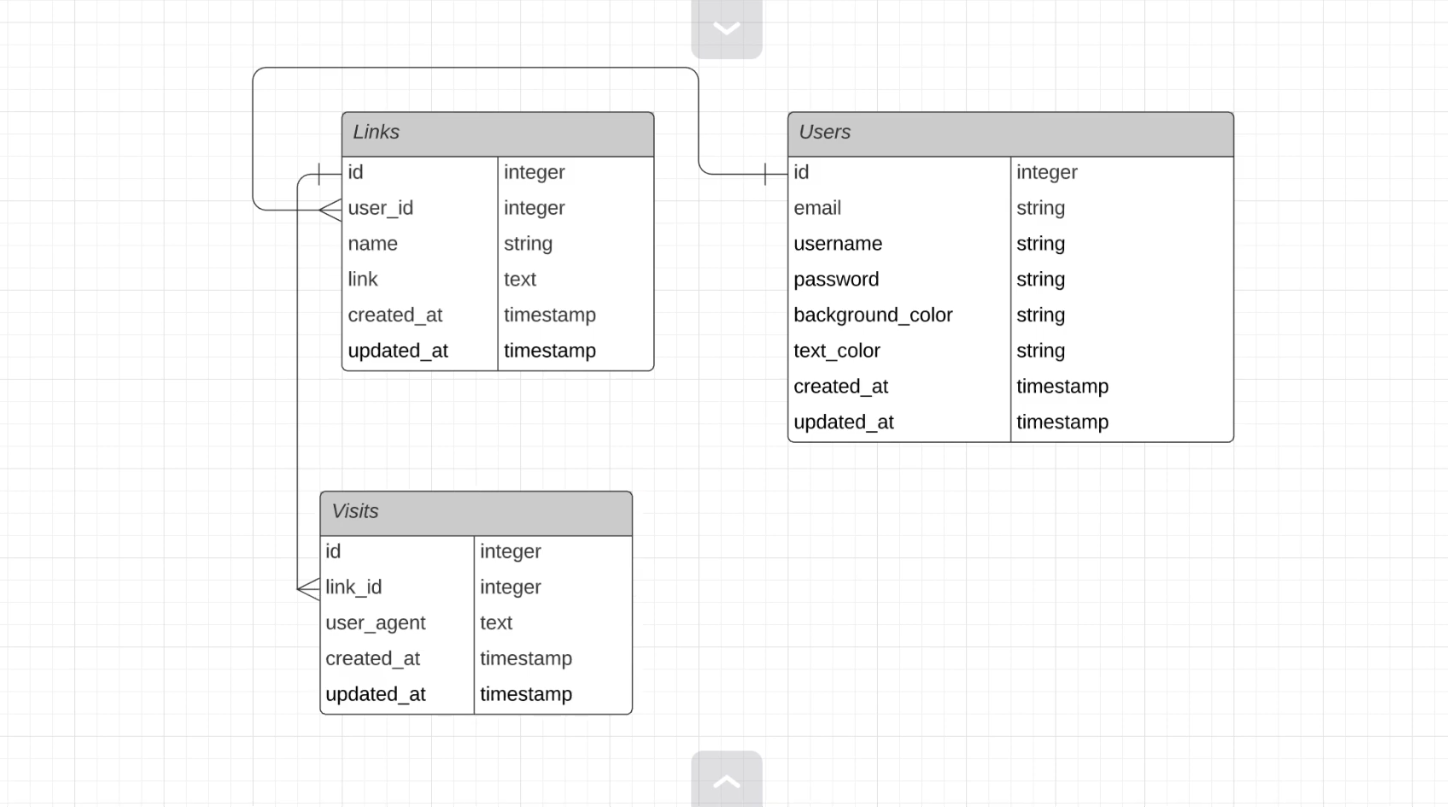 Links
id integer
user_id integer
name string
link text
created_at timestamp
updated_at timestamp
Users
id integer
email string
username string
password string
background_color string
text_color string
created_at timestamp
updated_at timestamp
Visits
id integer
link_id integer
user_agent text
created_at timestamp
updated_at timestamp